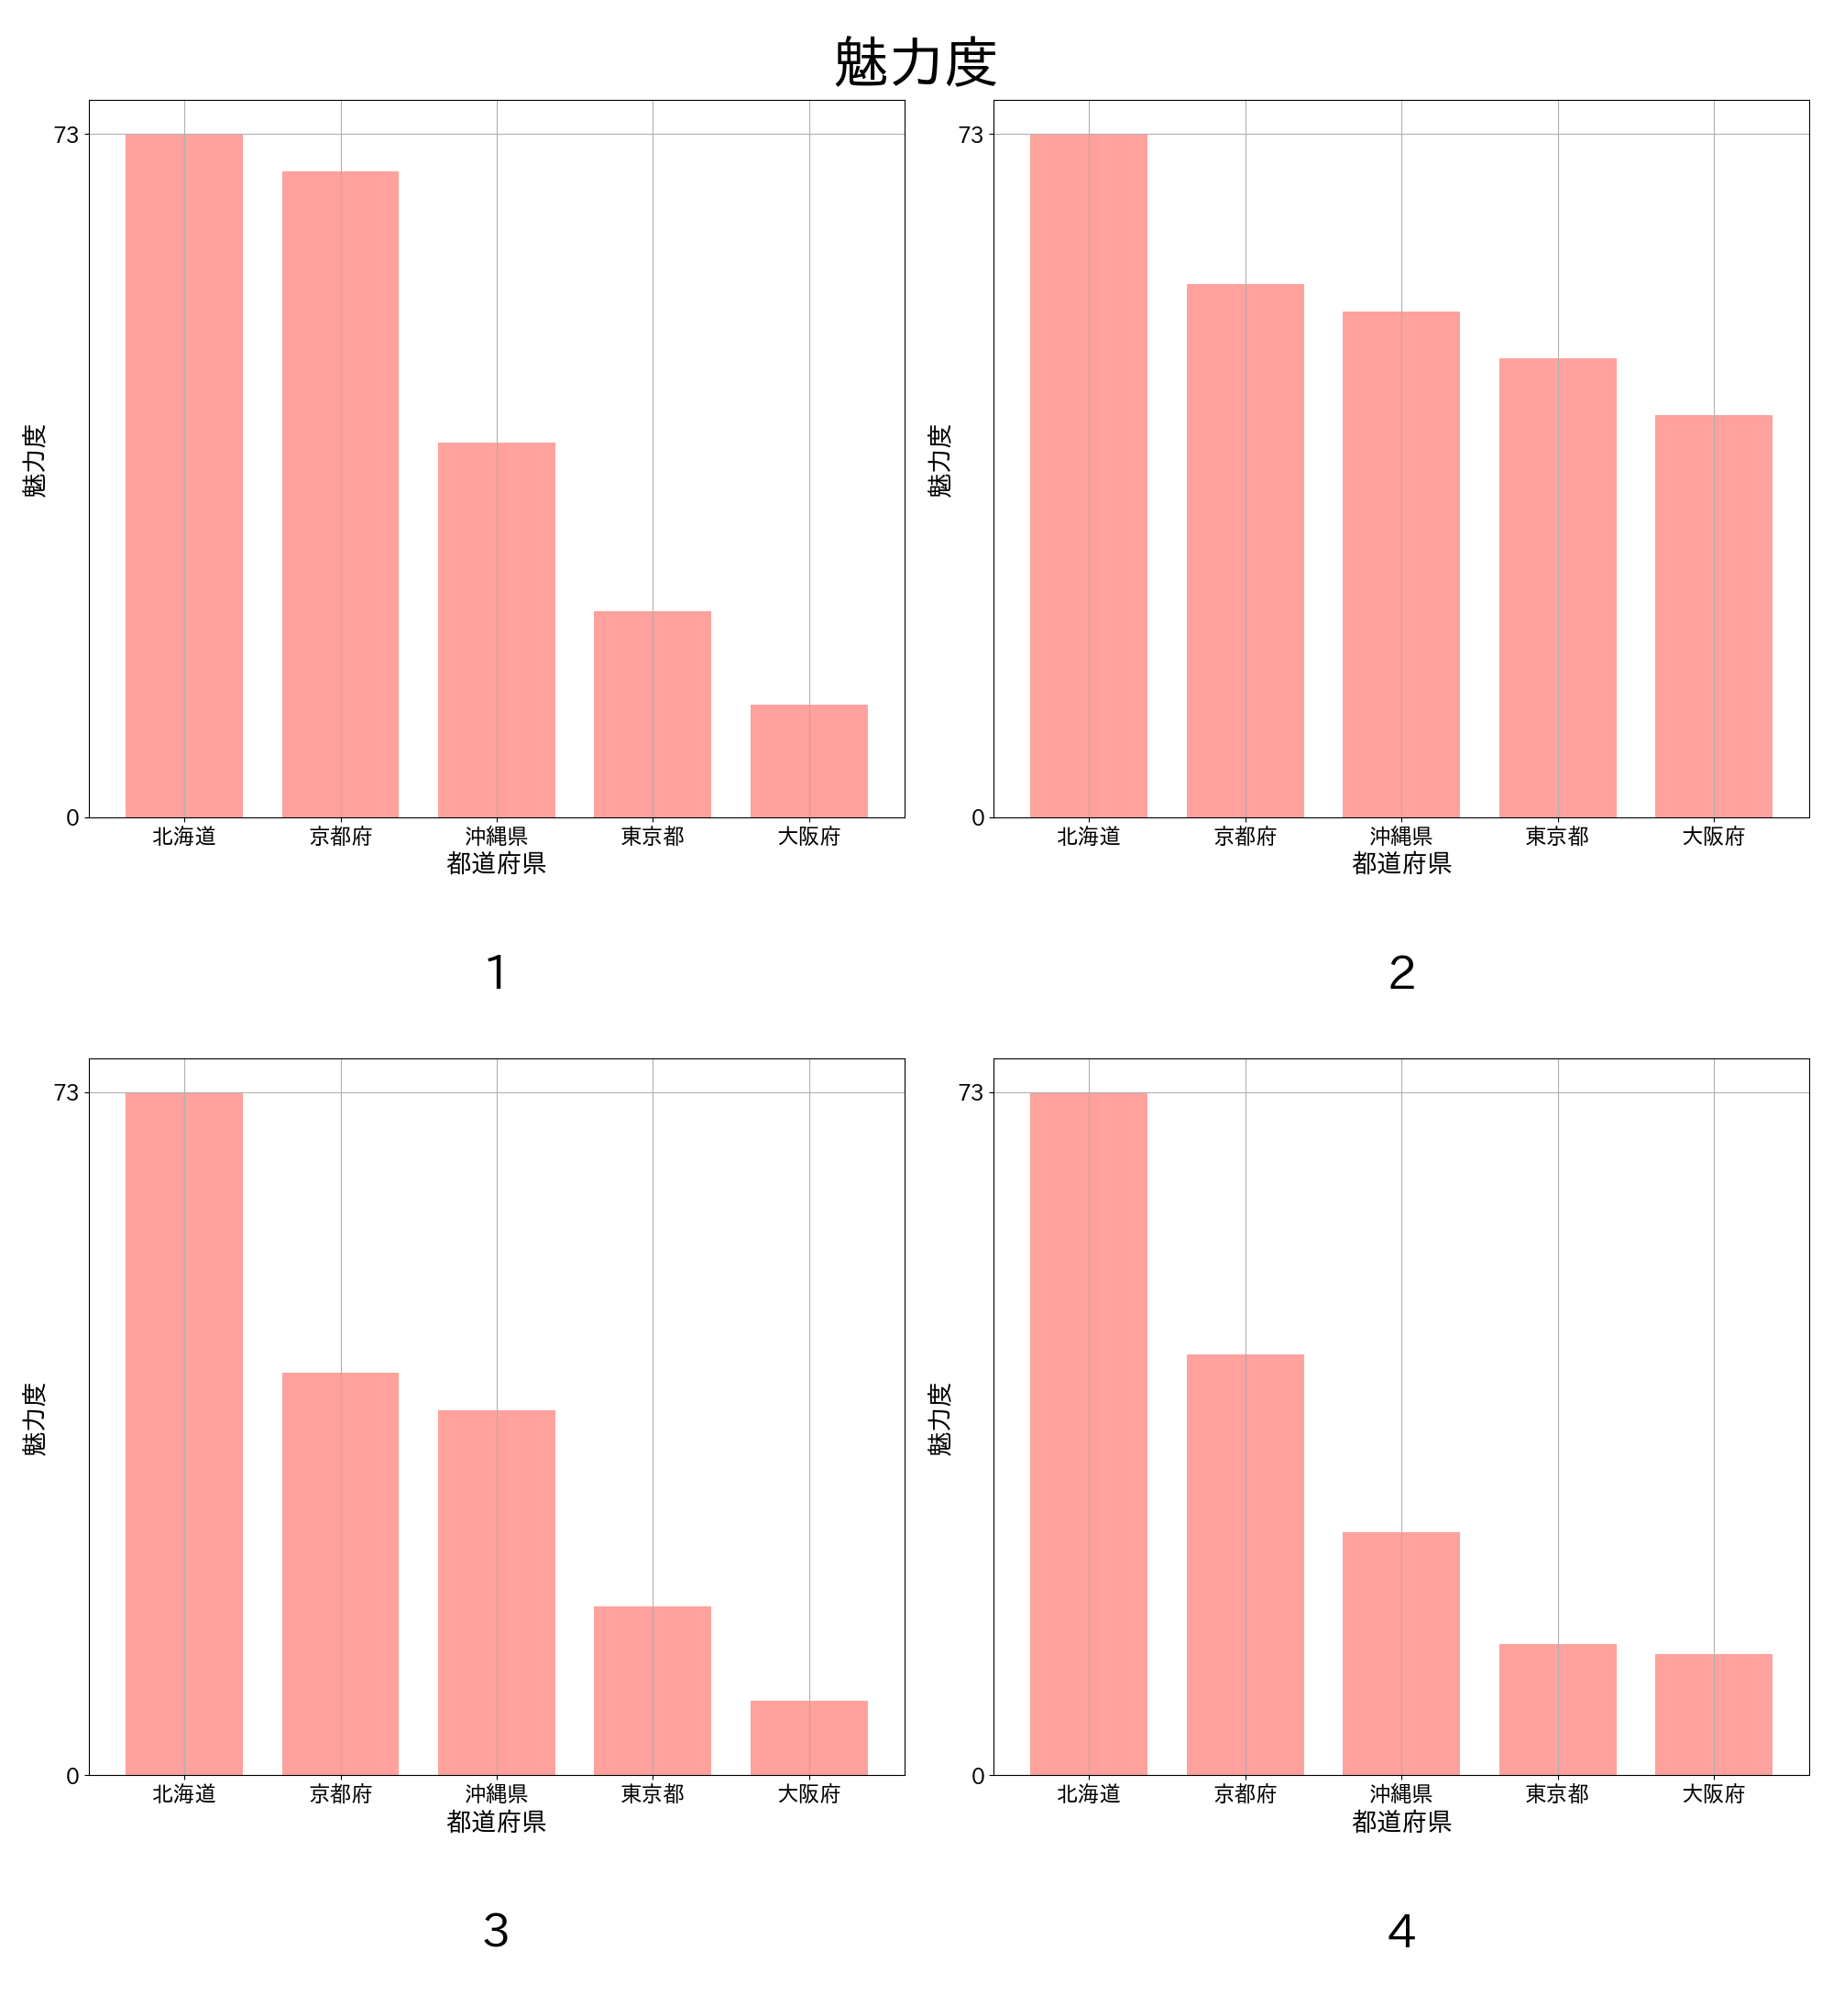 魅力度
73
0
魅力度
北海道 京都府 沖縄県 東京都 大阪府
都道府県
1
73
0
魅力度
北海道 京都府 沖縄県 東京都 大阪府
都道府県
2
73
0
魅力度
北海道 京都府 沖縄県 東京都 大阪府
都道府県
3
73
0
魅力度
北海道 京都府 沖縄県 東京都 大阪府
都道府県
4